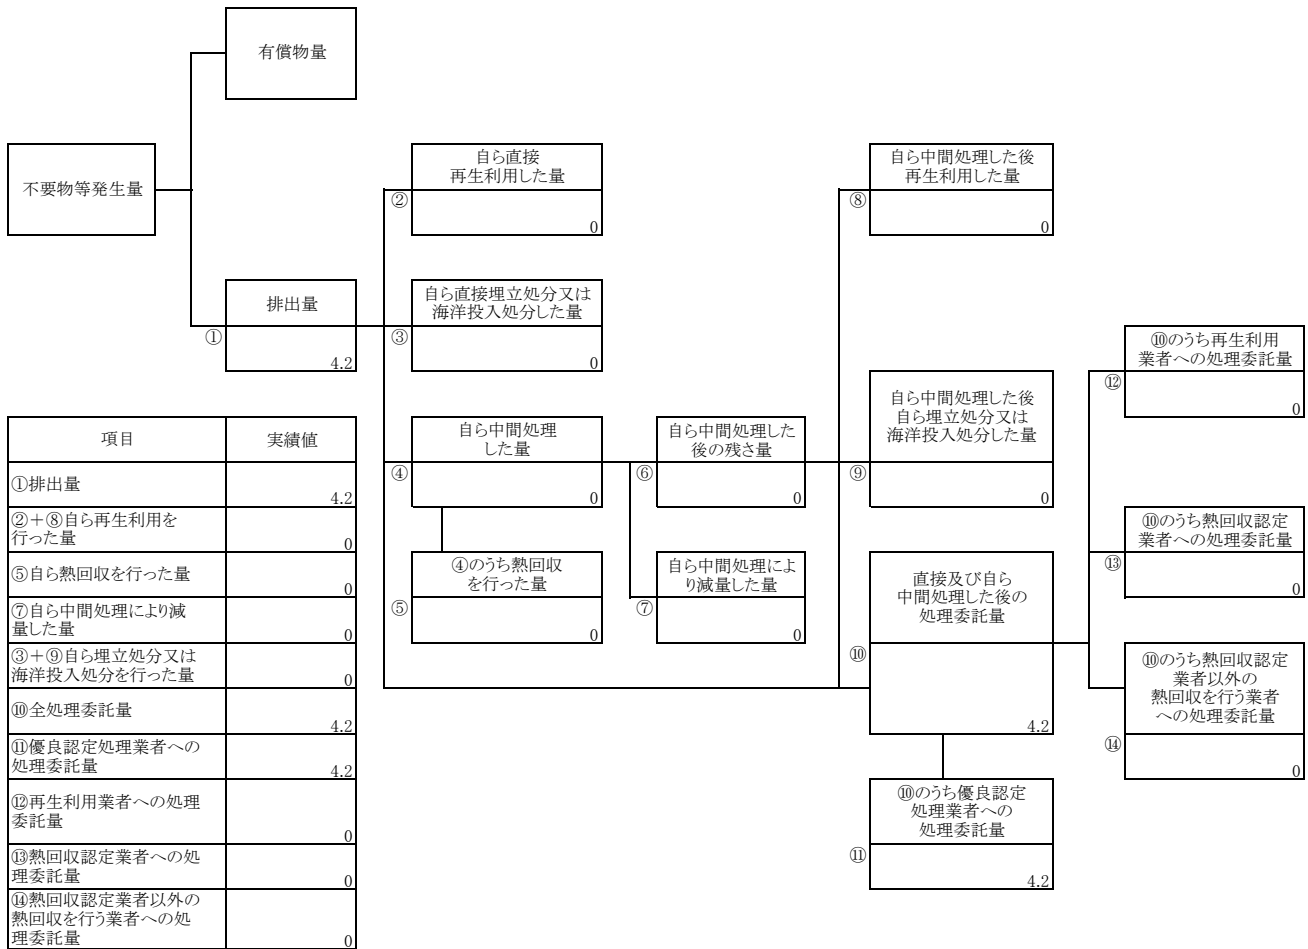 有償物量
不要物等発生量
自ら直接
再生利用した量
②
0
自ら中間処理した後
再生利用した量
⑧
0
排出量
①
4.2
自ら直接埋立処分又は
海洋投入処分した量
③
0
⑩のうち再生利用
業者への処理委託量
⑫
0
自ら中間処理
した量
④
0
自ら中間処理した
後の残さ量
⑥
0
自ら中間処理した後
自ら埋立処分又は
海洋投入処分した量
⑨
0
⑩のうち熱回収認定
業者への処理委託量
⑬
0
④のうち熱回収
を行った量
⑤
0
自ら中間処理によ
り減量した量
⑦
0
直接及び自ら
中間処理した後の
処理委託量
⑩
4.2
⑩のうち熱回収認定
業者以外の
熱回収を行う業者
への処理委託量
⑭
0
⑩のうち優良認定
処理業者への
処理委託量
⑪
4.2
項目 実績値
①排出量
4.2
②+⑧自ら再生利用を
行った量
0
⑤自ら熱回収を行った量
0
⑦自ら中間処理により減
量した量
0
③+⑨自ら埋立処分又は
海洋投入処分を行った量
0
⑩全処理委託量
4.2
⑪優良認定処理業者への
処理委託量
4.2
⑫再生利用業者への処理
委託量
0
⑬熱回収認定業者への処
理委託量
0
⑭熱回収認定業者以外の
熱回収を行う業者への処
理委託量
0